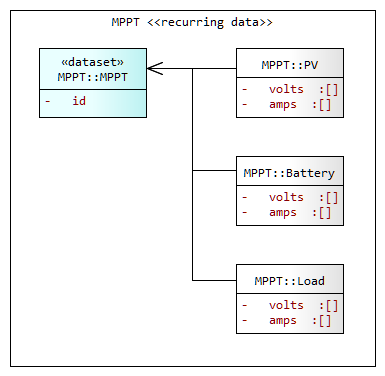 MPPT <<recurring data>>
«dataset»
MPPT::MPPT
- id
MPPT::PV
- volts :[]
- amps :[]
MPPT::Battery
- volts :[]
- amps :[]
MPPT::Load
- volts :[]
- amps :[]